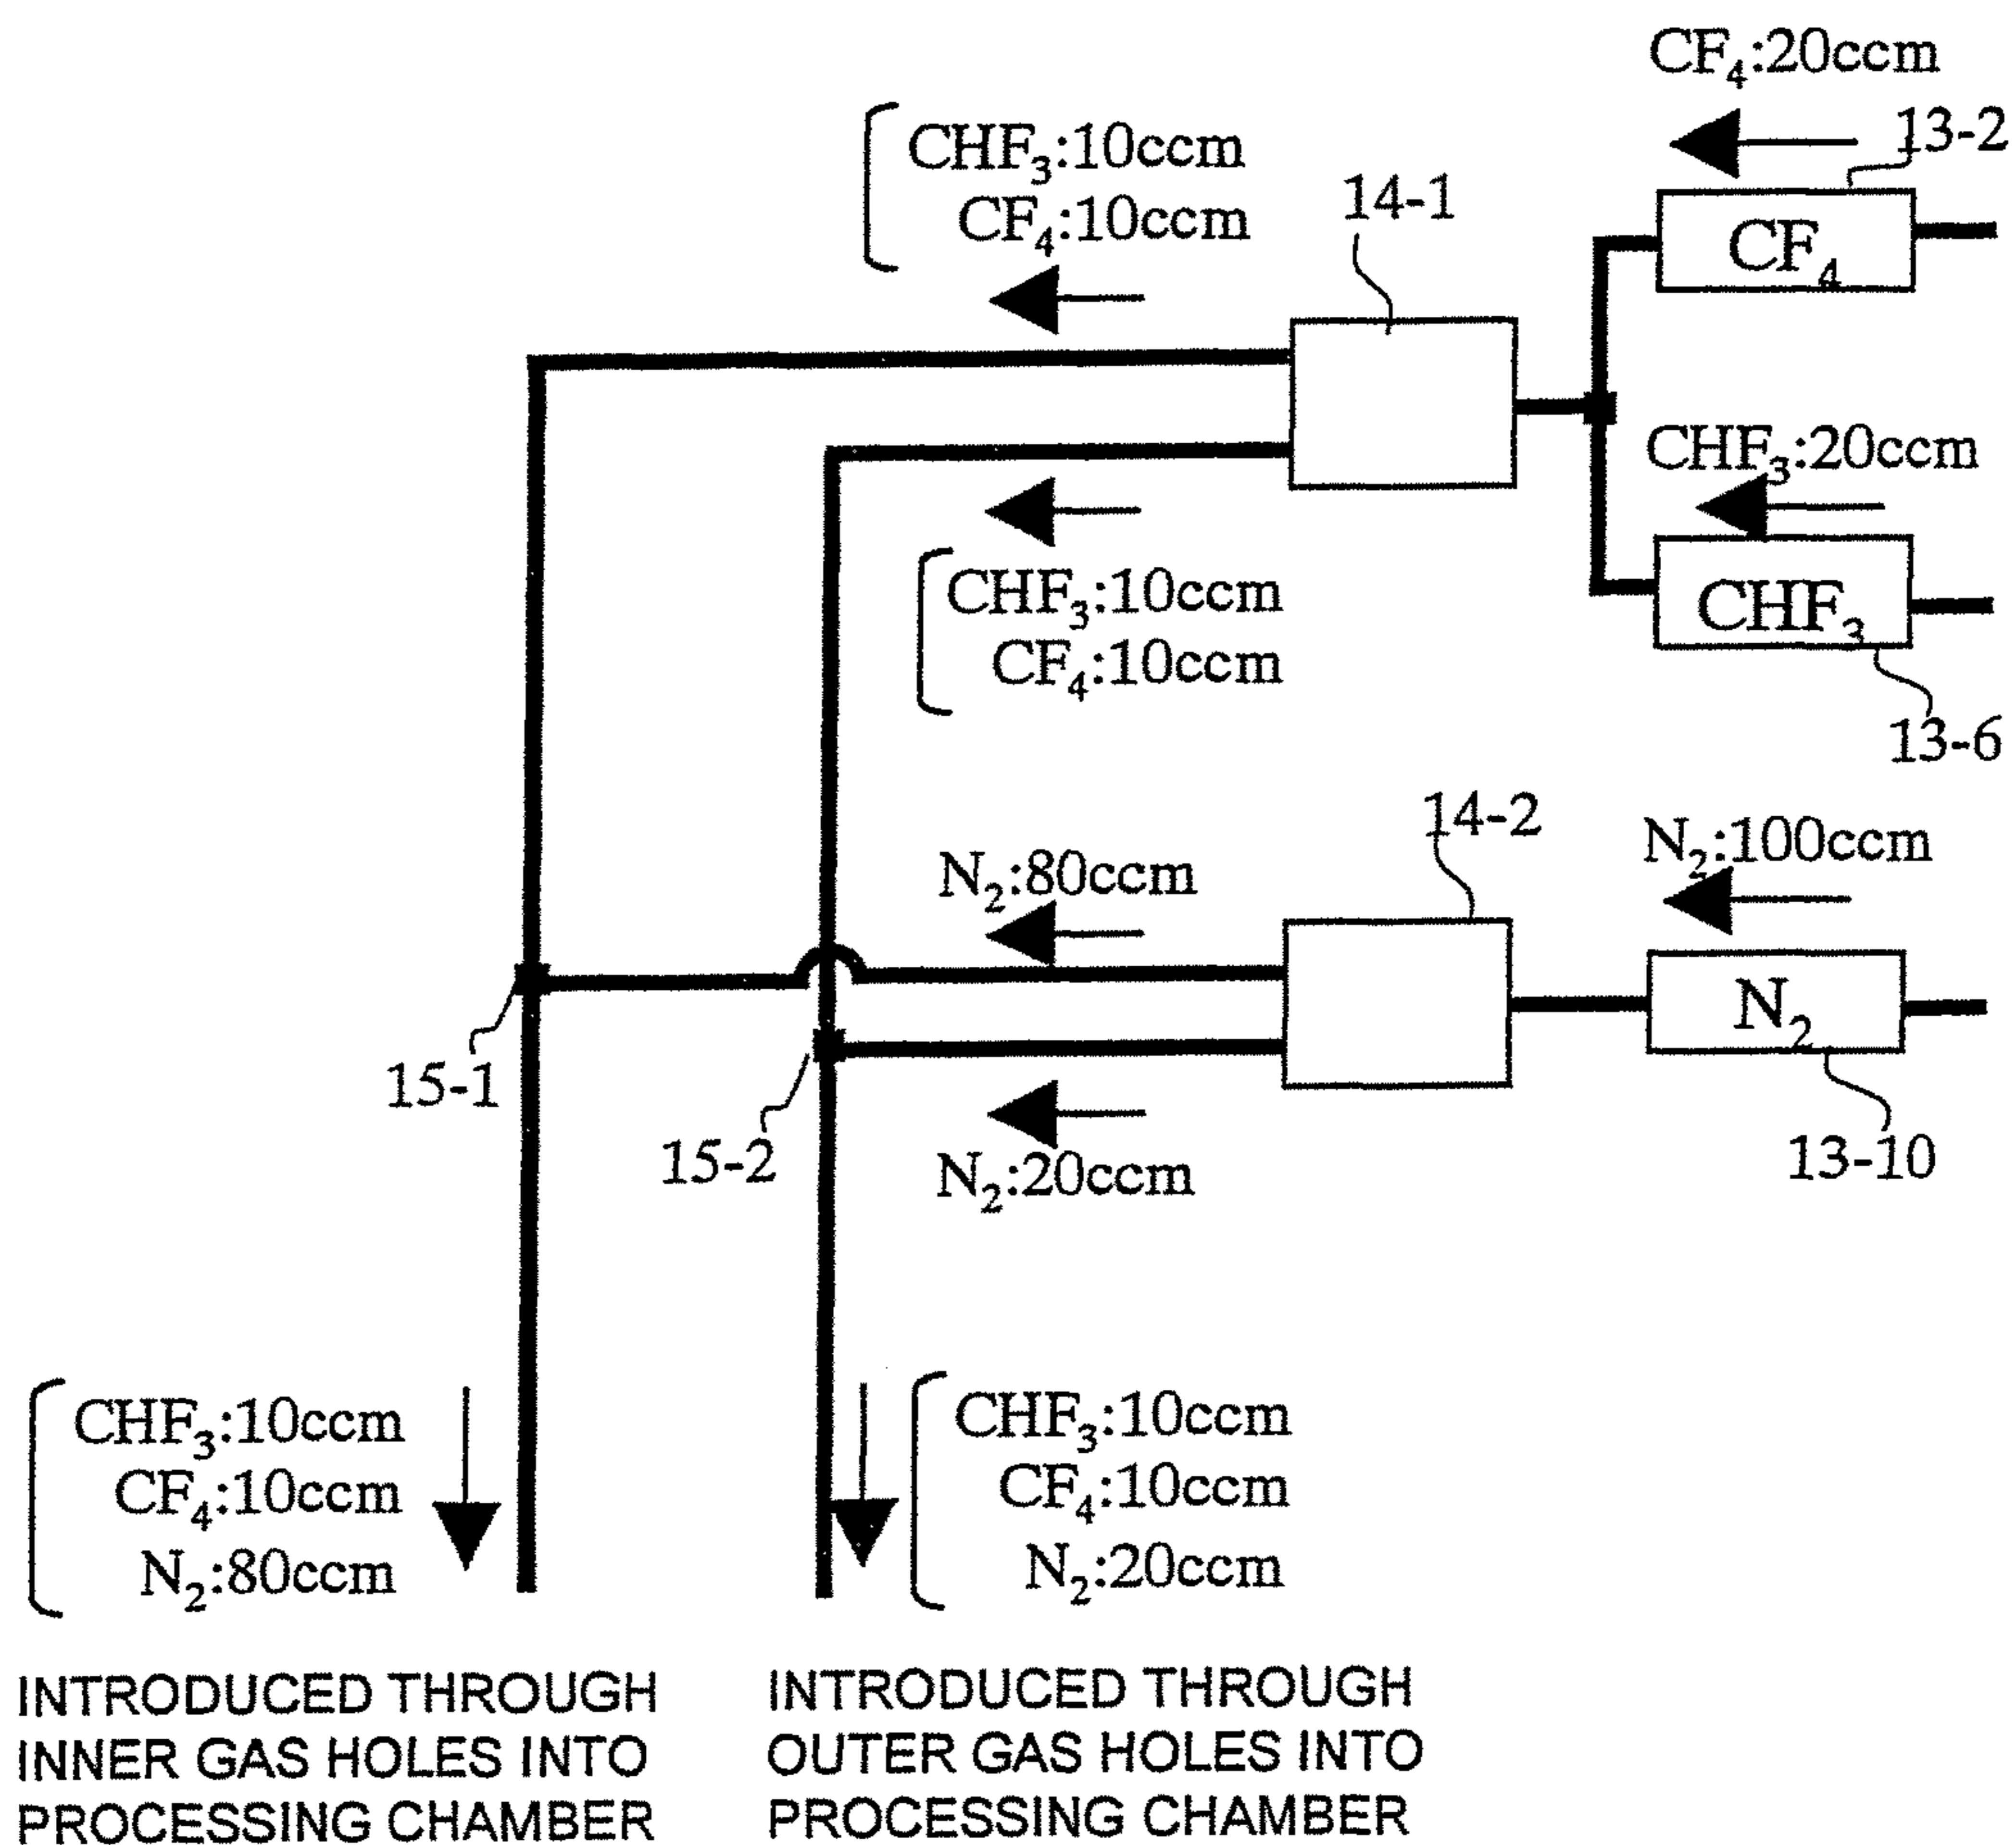 CF₄:20ccm
13-2
CHF₃:10ccm
CF₄:10ccm
14-1
CF₄
CHF₃:20ccm
CHF₃:10ccm
CF₄:10ccm
CHF₃
13-6
14-2
N₂:100ccm
N₂:80ccm
N₂
15-1
15-2
N₂:20ccm
13-10
CHF₃:10ccm
CF₄:10ccm
N₂:80ccm
CHF₃:10ccm
CF₄:10ccm
N₂:20ccm
INTRODUCED THROUGH
INNER GAS HOLES INTO
PROCESSING CHAMBER
INTRODUCED THROUGH
OUTER GAS HOLES INTO
PROCESSING CHAMBER